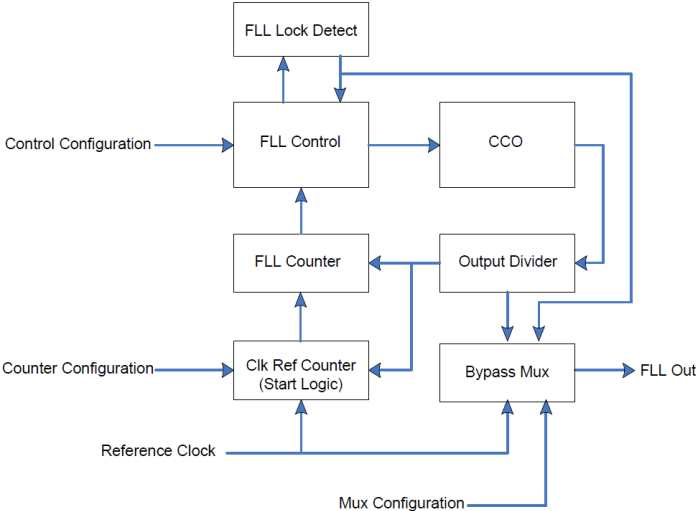 FLL Lock Detect
Control Configuration
FLL Control
CCO
FLL Counter
Output Divider
Counter Configuration
Clk Ref Counter
(Start Logic)
Bypass Mux
FLL Out
Reference Clock
Mux Configuration